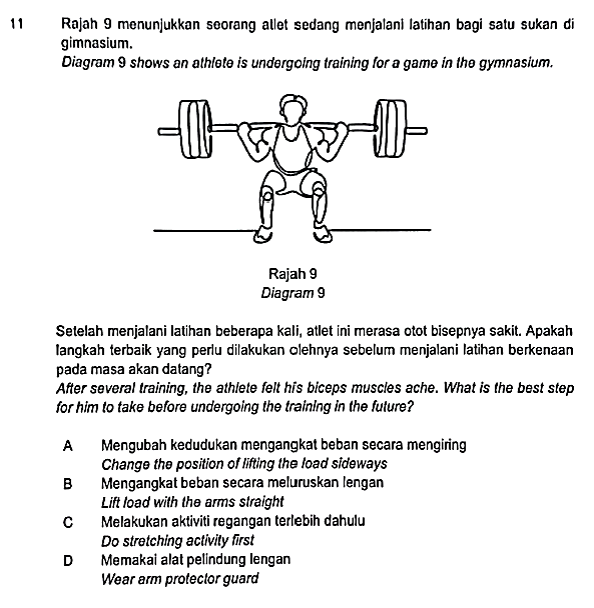 11 Rajah 9 menunjukkan seorang atlet sedang menjalani latihan bagi satu sukan di
gimnasium.
Diagram 9 shows an athlete is undergoing training for a game in the gymnasium.
Rajah 9
Diagram 9
Setelah menjalani latihan beberapa kali, atlet ini merasa otot bisepnya sakit. Apakah
langkah terbaik yang perlu dilakukan olehnya sebelum menjalani latihan berkenaan
pada masa akan datang?
After several training, the athlete felt his biceps muscles ache. What is the best step
for him to take before undergoing the training in the future?
A Mengubah kedudukan mengangkat beban secara mengiring
Change the position of lifting the load sideways
B Mengangkat beban secara meluruskan lengan
Lift load with the arms straight
C Melakukan aktiviti regangan terlebih dahulu
Do stretching activity first
D Memakai alat pelindung lengan
Wear arm protector guard